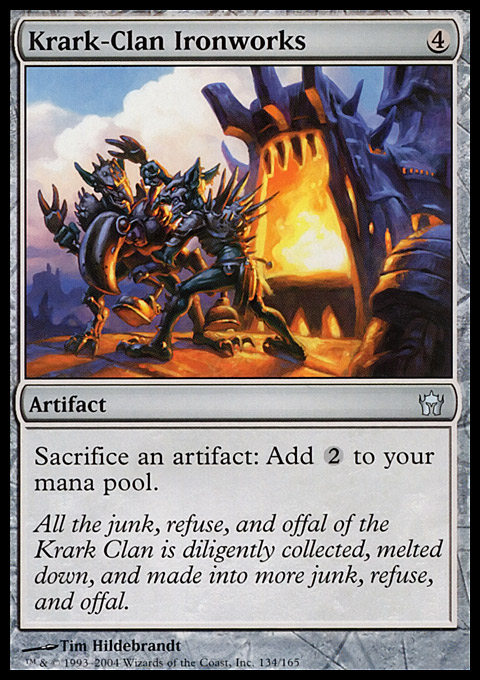 Krark-Clan Ironworks 4
Artifact
Sacrifice an artifact: Add 2 to your
mana pool.
All the junk, refuse, and offal of the
Krark Clan is diligently collected, melted
down, and made into more junk, refuse,
and offal.
Tim Hildebrandt
™ & © 1993–2004 Wizards of the Coast, Inc. 134/165